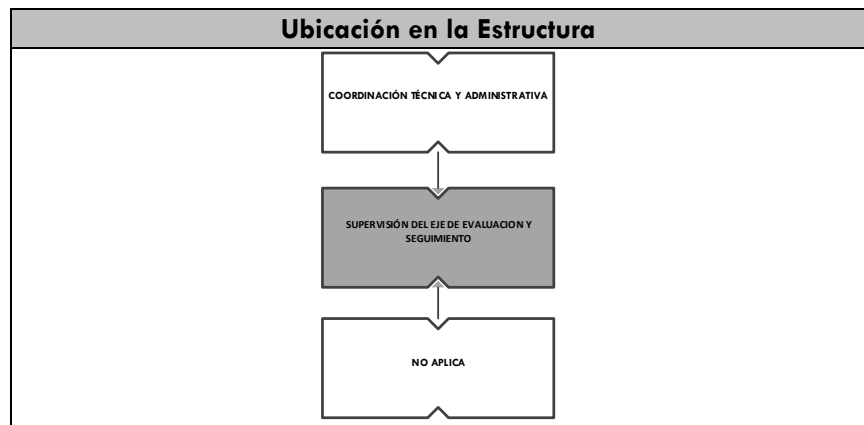 Ubicación en la Estructura
COORDINACIÓN TÉCNICA Y ADMINISTRATIVA
SUPERVISIÓN DEL EJE DE EVALUACION Y
SEGUIMIENTO
NO APLICA